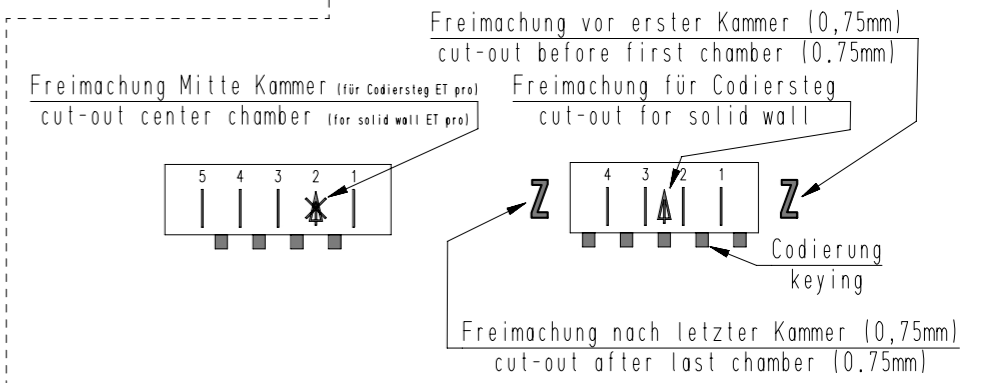 Freimachung vor erster Kammer (0,75mm)
cut-out before first chamber (0.75mm)
Freimachung Mitte Kammer (für Codiersteg ET pro)
cut-out center chamber (for solid wall ET pro)
Freimachung für Codiersteg
cut-out for solid wall
5 4 3 2 1
Z
4 3 2 1
Z
Codierung
keying
Freimachung nach letzter Kammer (0,75mm)
cut-out after last chamber (0.75mm)